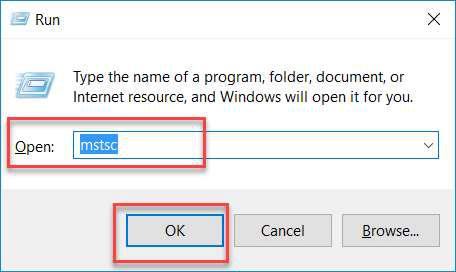 Run
Type the name of a program, folder, document, or
Internet resource, and Windows will open it for you.
Open: mstsc
OK Cancel Browse...